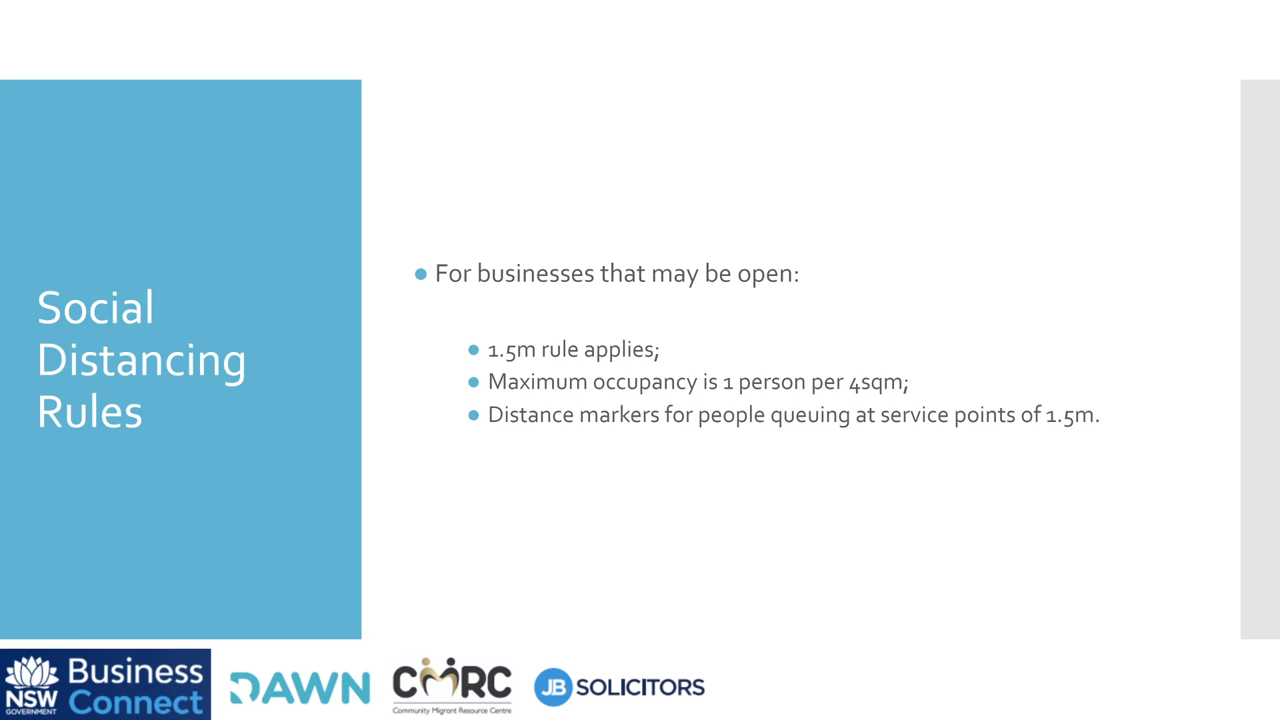 Social
Distancing
Rules
For businesses that may be open:
1.5m rule applies;
Maximum occupancy is 1 person per 4sqm;
Distance markers for people queuing at service points of 1.5m.
NSW
GOVERNMENT
Business
Connect
DAWN
CMRC
Community Migrant Resource Centre
JB SOLICITORS